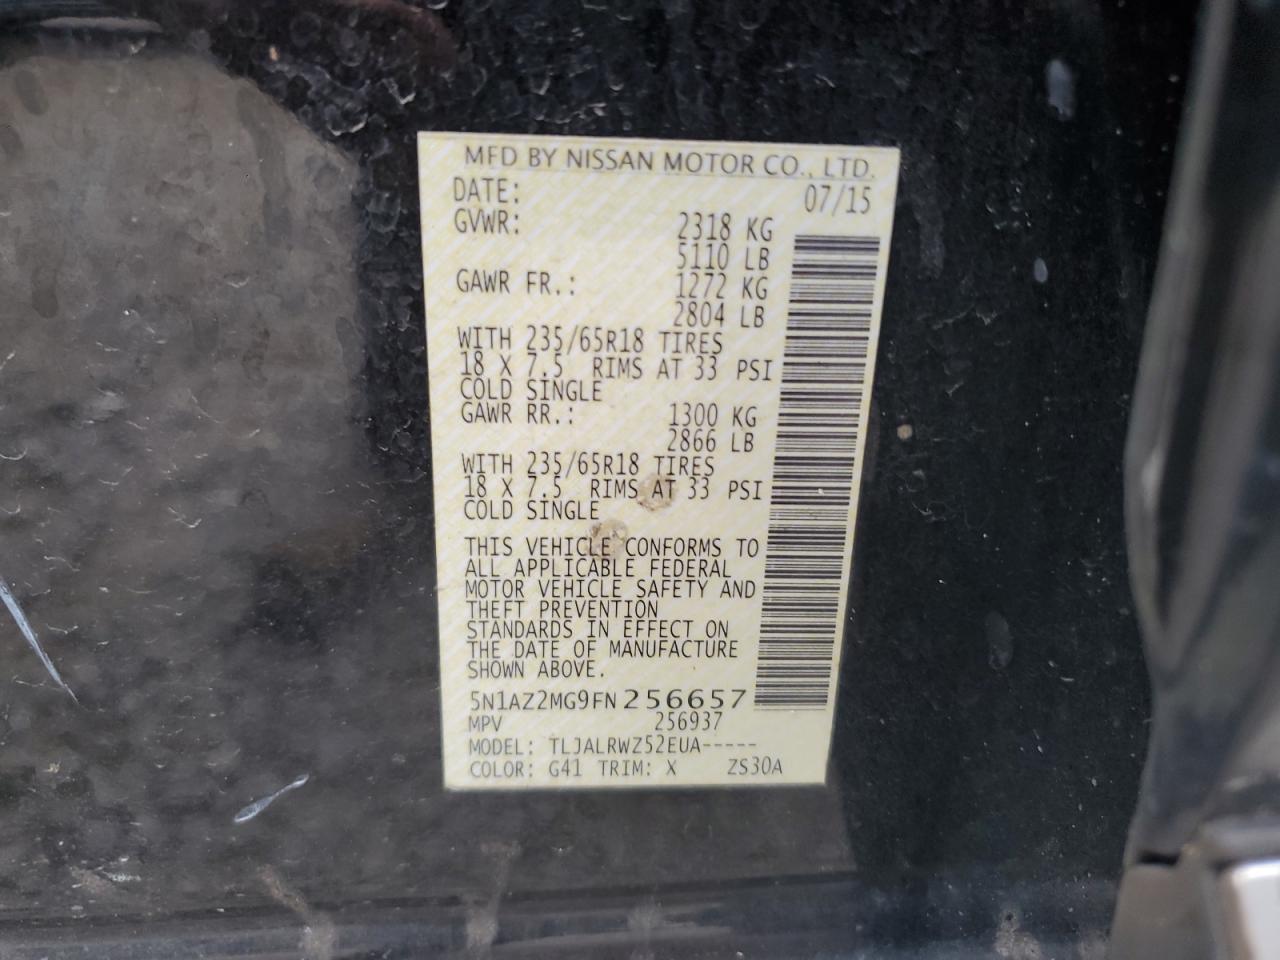 MFD BY NISSAN MOTOR CO., LTD.
DATE: 07/15
GVWR: 2318 KG
5110 LB
GAWR FR.: 1272 KG
2804 LB
WITH 235/65R18 TIRES
18 X 7.5 RIMS AT 33 PSI
COLD SINGLE
GAWR RR.: 1300 KG
2866 LB
WITH 235/65R18 TIRES
18 X 7.5 RIMS AT 33 PSI
COLD SINGLE
THIS VEHICLE CONFORMS TO
ALL APPLICABLE FEDERAL
MOTOR VEHICLE SAFETY AND
THEFT PREVENTION
STANDARDS IN EFFECT ON
THE DATE OF MANUFACTURE
SHOWN ABOVE.
5N1AZ2MG9FN256657
MPV 256937
MODEL: TLJALRWZ52EUA-----
COLOR: G41 TRIM: X ZS30A